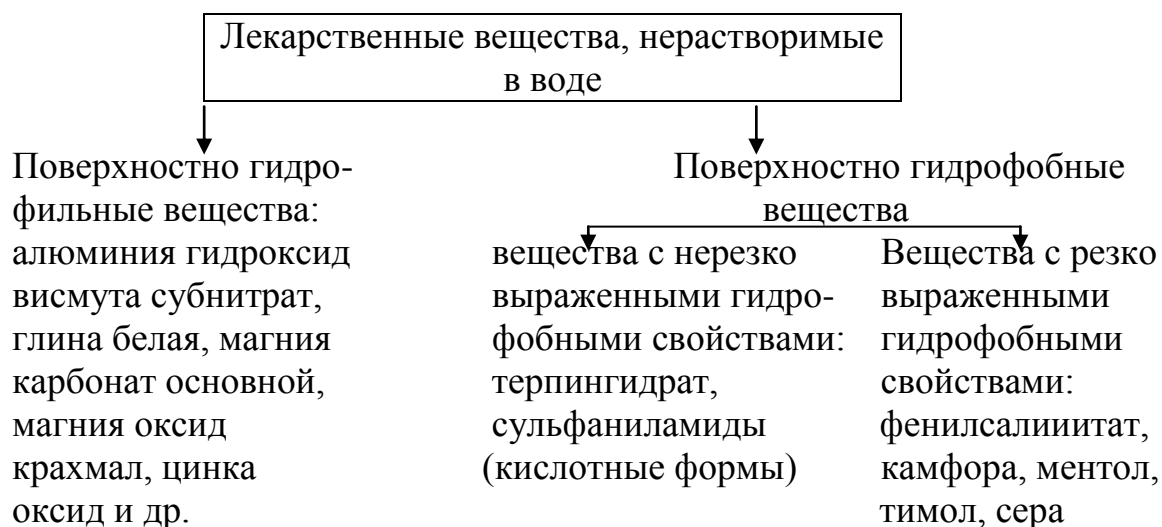 Лекарственные вещества, нерастворимые
в воде
Поверхностно гидро-
фильные вещества:
алюминия гидроксид
висмута субнитрат,
глина белая, магния
карбонат основной,
магния оксид
крахмал, цинка
оксид и др.
Поверхностно гидрофобные
вещества
вещества с нерезко
выраженными гидро-
фобными свойствами:
терпингидрат,
сульфаниламиды
(кислотные формы)
Вещества с резко
выраженными
гидрофобными
свойствами:
фенилсалииитат,
камфора, ментол,
тимол, сера